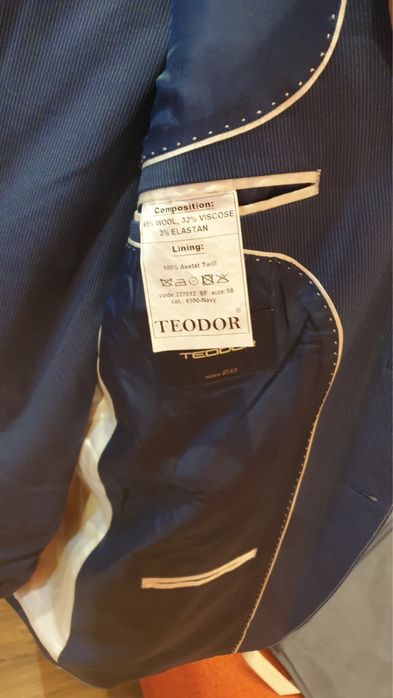 Composition:
65% WOOL, 32% VISCOSE
3% ELASTAN
Lining:
100% Asetat Twill
code:227012 SF size:58
col.: 6590-Navy
TEODOR®
TEODOR